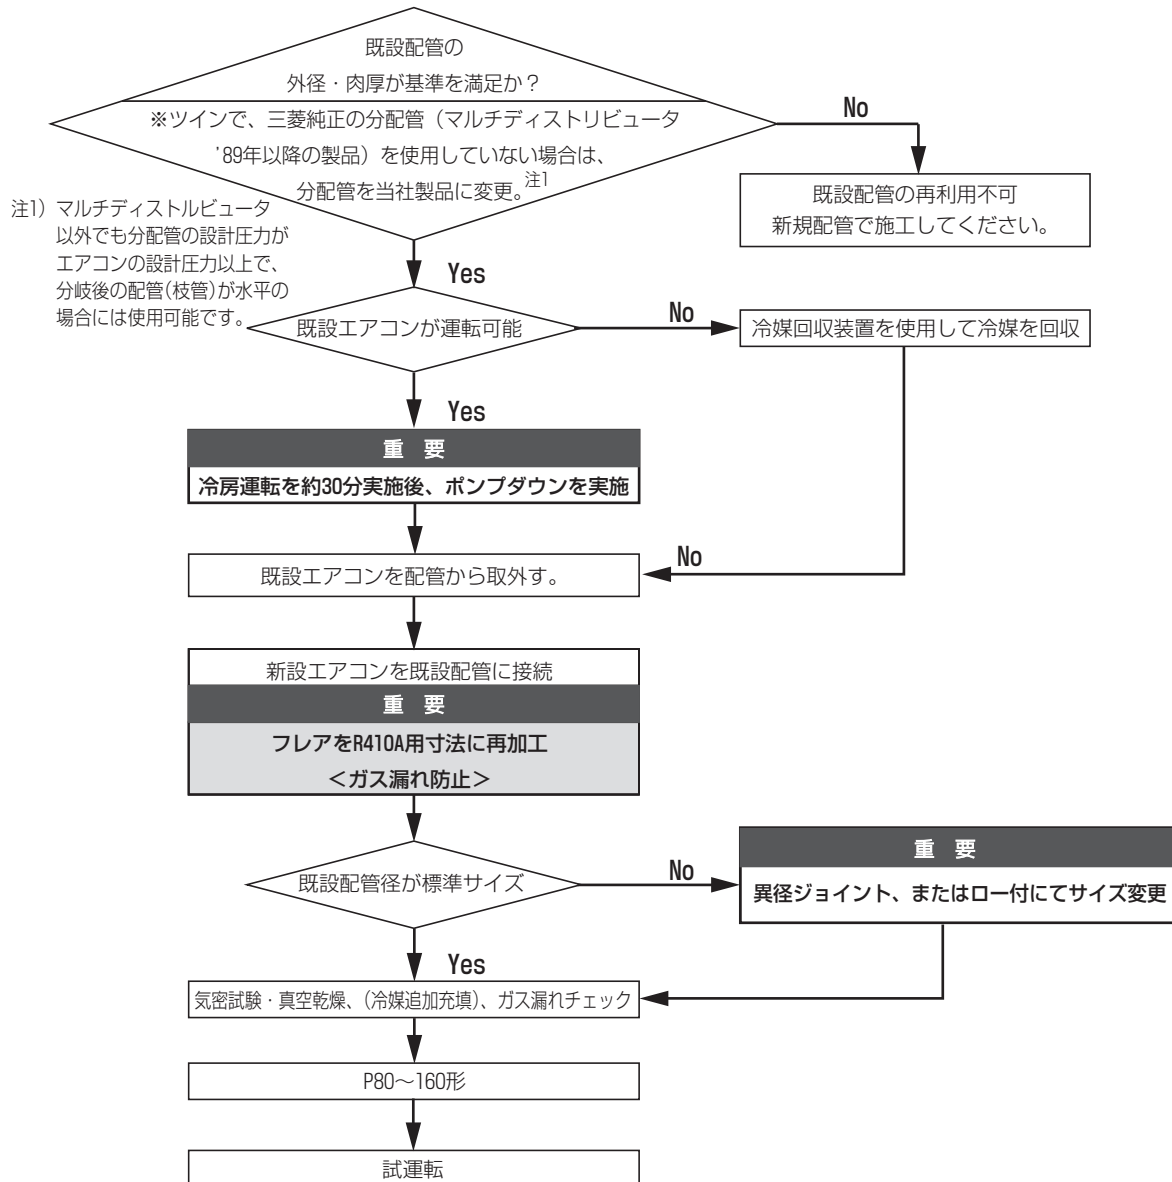 既設配管の
外径・肉厚が基準を満足か？
※ツインで、三菱純正の分配管（マルチディストリビュータ
'89年以降の製品）を使用していない場合は、
分配管を当社製品に変更。注1
No
既設配管の再利用不可
新規配管で施工してください。
注1）マルチディストルビュータ
以外でも分配管の設計圧力が
エアコンの設計圧力以上で、
分岐後の配管(枝管)が水平の
場合には使用可能です。
Yes
既設エアコンが運転可能
No
冷媒回収装置を使用して冷媒を回収
Yes
重 要
冷房運転を約30分実施後、ポンプダウンを実施
No
既設エアコンを配管から取外す。
新設エアコンを既設配管に接続
重 要
フレアをR410A用寸法に再加工
＜ガス漏れ防止＞
既設配管径が標準サイズ
No
重 要
異径ジョイント、またはロー付にてサイズ変更
Yes
気密試験・真空乾燥、（冷媒追加充填）、ガス漏れチェック
P80～160形
試運転